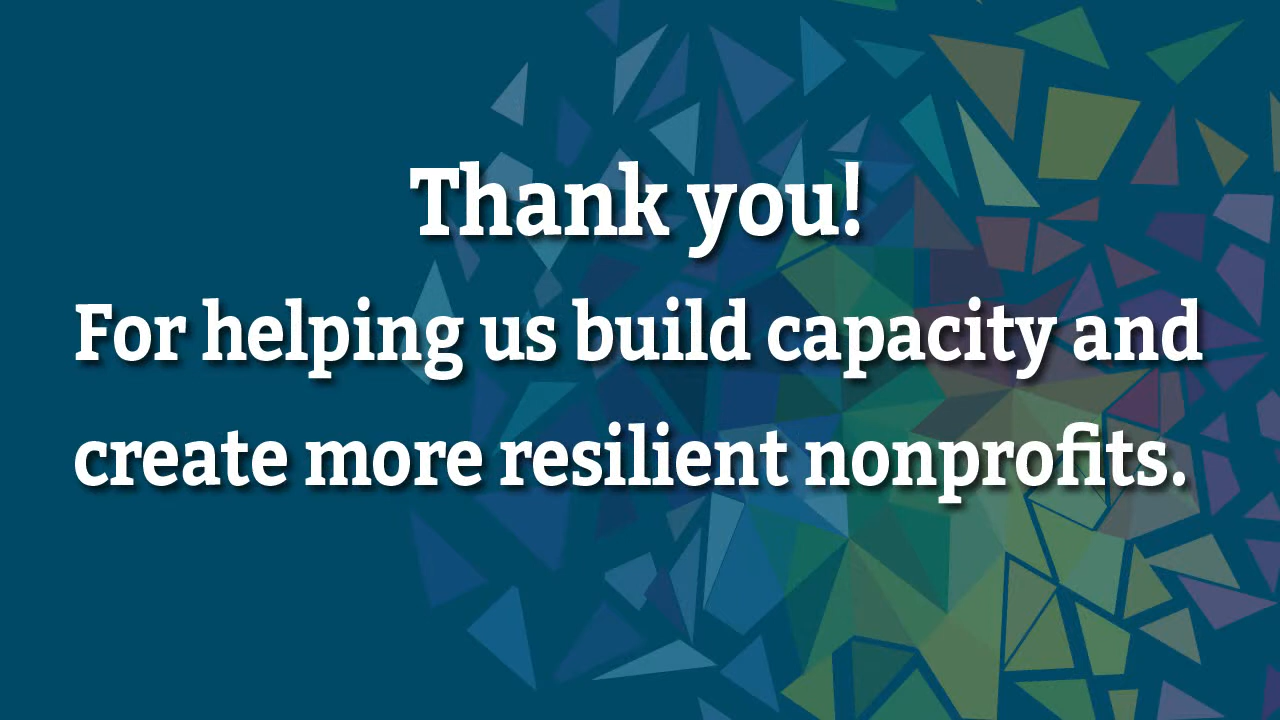 Thank you!
For helping us build capacity and
create more resilient nonprofits.